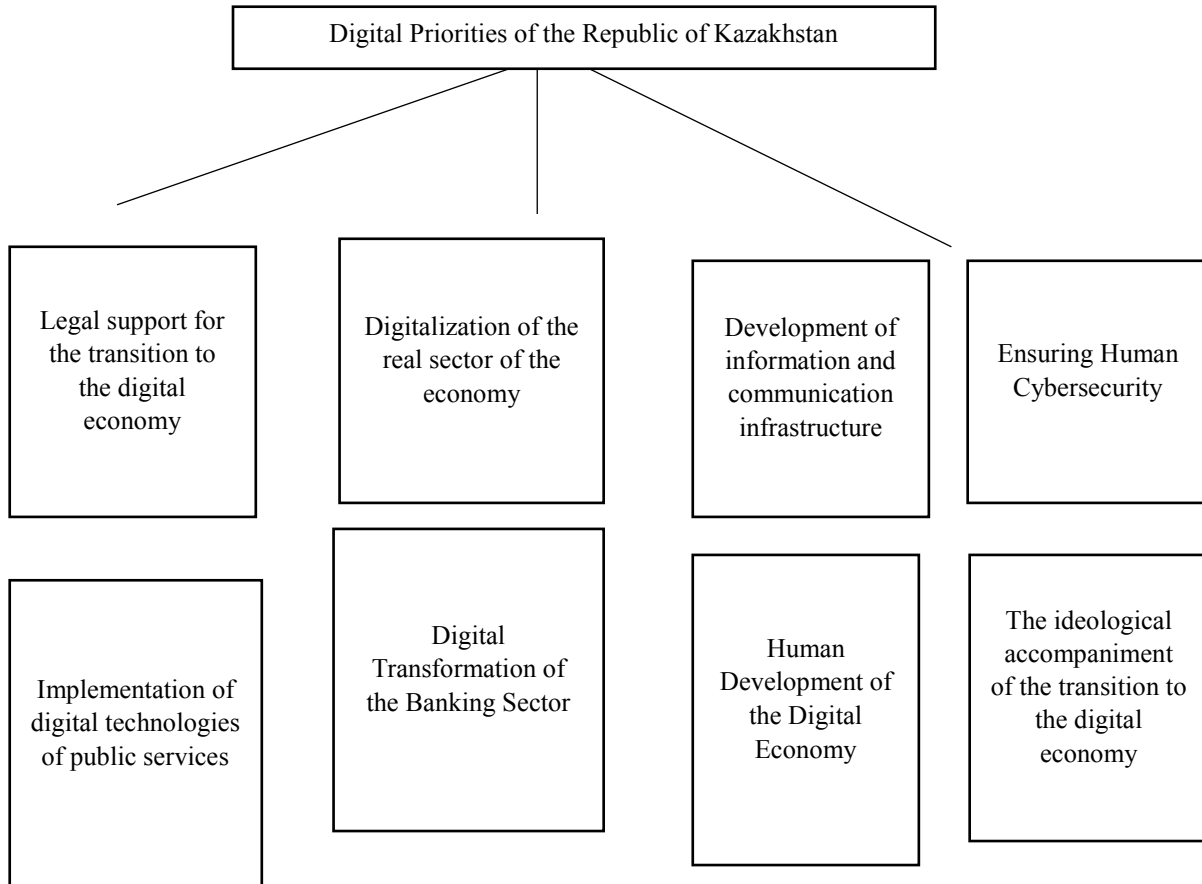 Digital Priorities of the Republic of Kazakhstan
Legal support for
the transition to
the digital
economy
Digitalization of the
real sector of the
economy
Development of
information and
communication
infrastructure
Ensuring Human
Cybersecurity
Implementation of
digital technologies
of public services
Digital
Transformation of
the Banking Sector
Human
Development of
the Digital
Economy
The ideological
accompaniment
of the transition to
the digital
economy